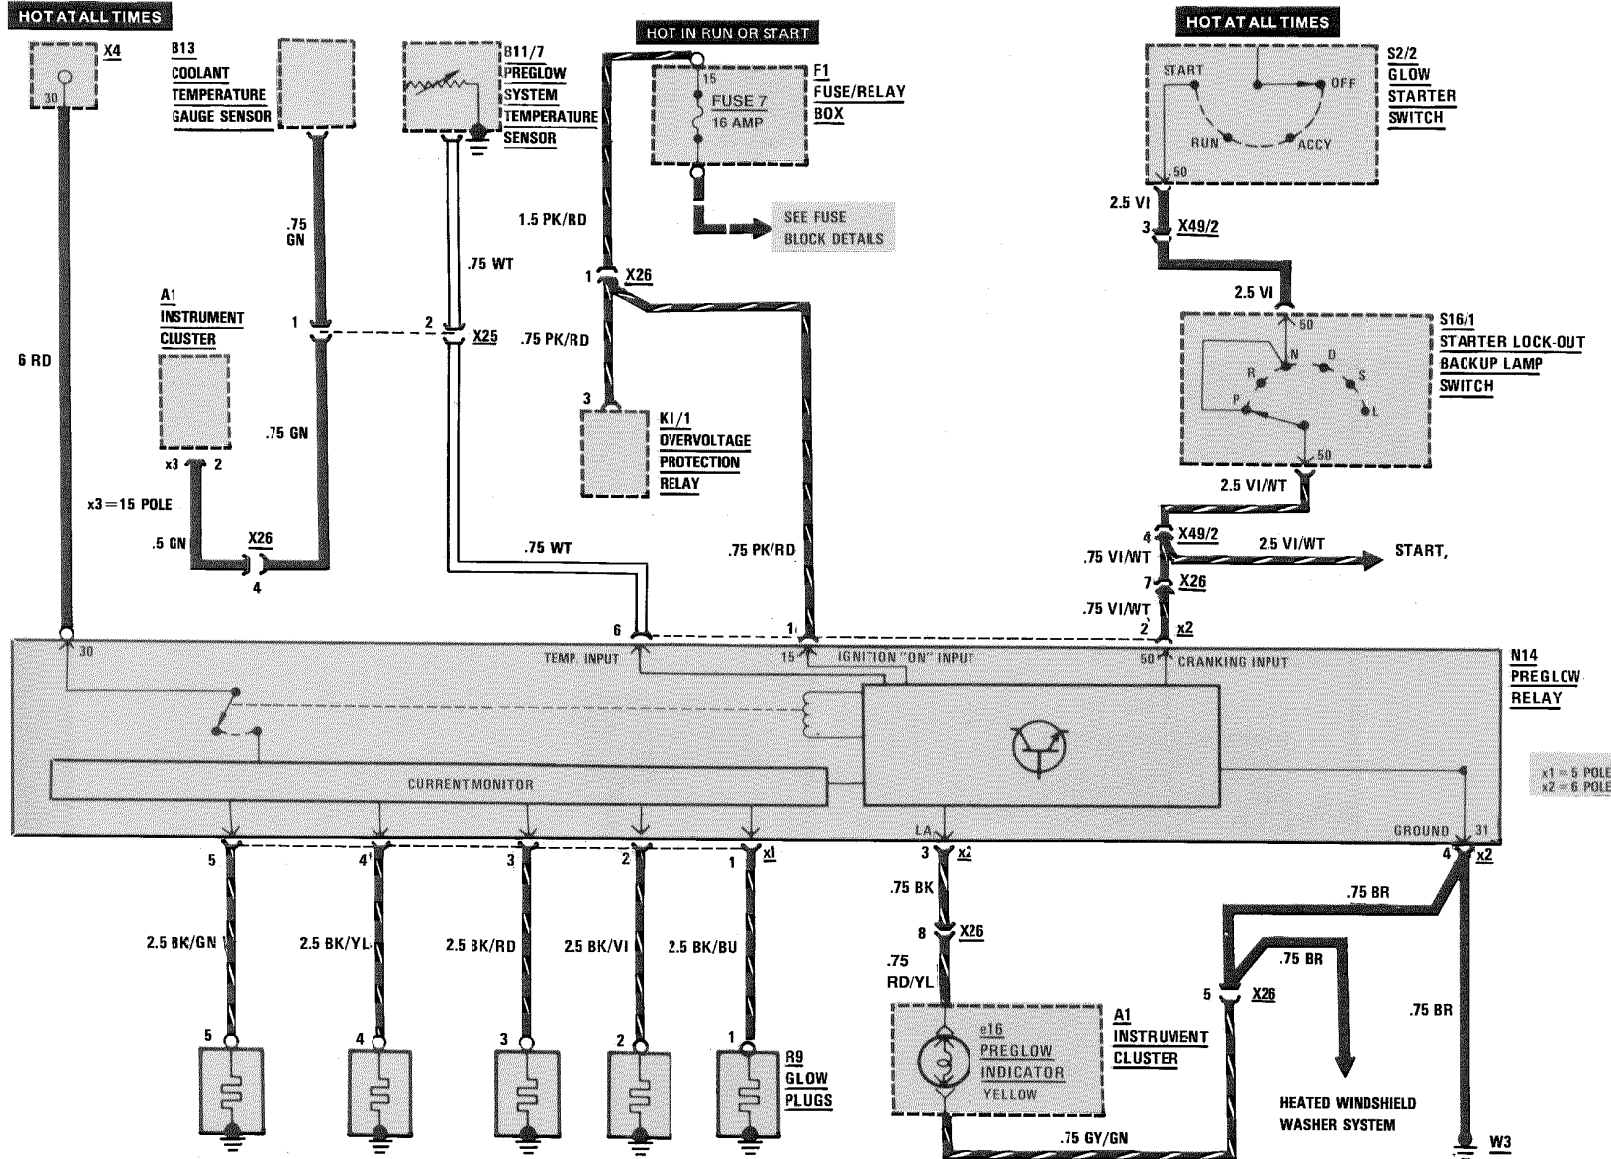 HOT AT ALL TIMES
HOT IN RUN OR START
HOT AT ALL TIMES
X4
30
B13
COOLANT
TEMPERATURE
GAUGE SENSOR
B11/7
PREGLOW
SYSTEM
TEMPERATURE
SENSOR
15
FUSE 7
16 AMP
F1
FUSE/RELAY
BOX
START
OFF
RUN
ACCY
50
S2/2
GLOW
STARTER
SWITCH
SEE FUSE
BLOCK DETAILS
2.5 VI
3
X49/2
.75
GN
1.5 PK/RD
.75 WT
1
X26
2.5 VI
A1
INSTRUMENT
CLUSTER
1
2
X25
.75 PK/RD
50
N
D
R
S
P
L
50
S16/1
STARTER LOCK-OUT
BACKUP LAMP
SWITCH
6 RD
.75 GN
3
K1/1
OVERVOLTAGE
PROTECTION
RELAY
x3
2
x3=15 POLE
.5 GN
X26
4
.75 WT
.75 PK/RD
2.5 VI/WT
4
X49/2
.75 VI/WT
2.5 VI/WT
START,
7
X26
.75 VI/WT
6
1
2
x2
30
TEMP. INPUT
15
IGNITION "ON" INPUT
50
CRANKING INPUT
N14
PREGLOW
RELAY
CURRENT MONITOR
x1=5 POLE
x2=6 POLE
LA
GROUND
31
5
4
3
2
1
x1
3
x2
4
x2
2.5 BK/GN
2.5 BK/YL
2.5 BK/RD
2.5 BK/VI
2.5 BK/BU
.75 BK
.75 BR
8
X26
.75
RD/YL
.75 BR
5
X26
.75 BR
5
4
3
2
1
R9
GLOW
PLUGS
e16
PREGLOW
INDICATOR
YELLOW
A1
INSTRUMENT
CLUSTER
HEATED WINDSHIELD
WASHER SYSTEM
.75 GY/GN
W3